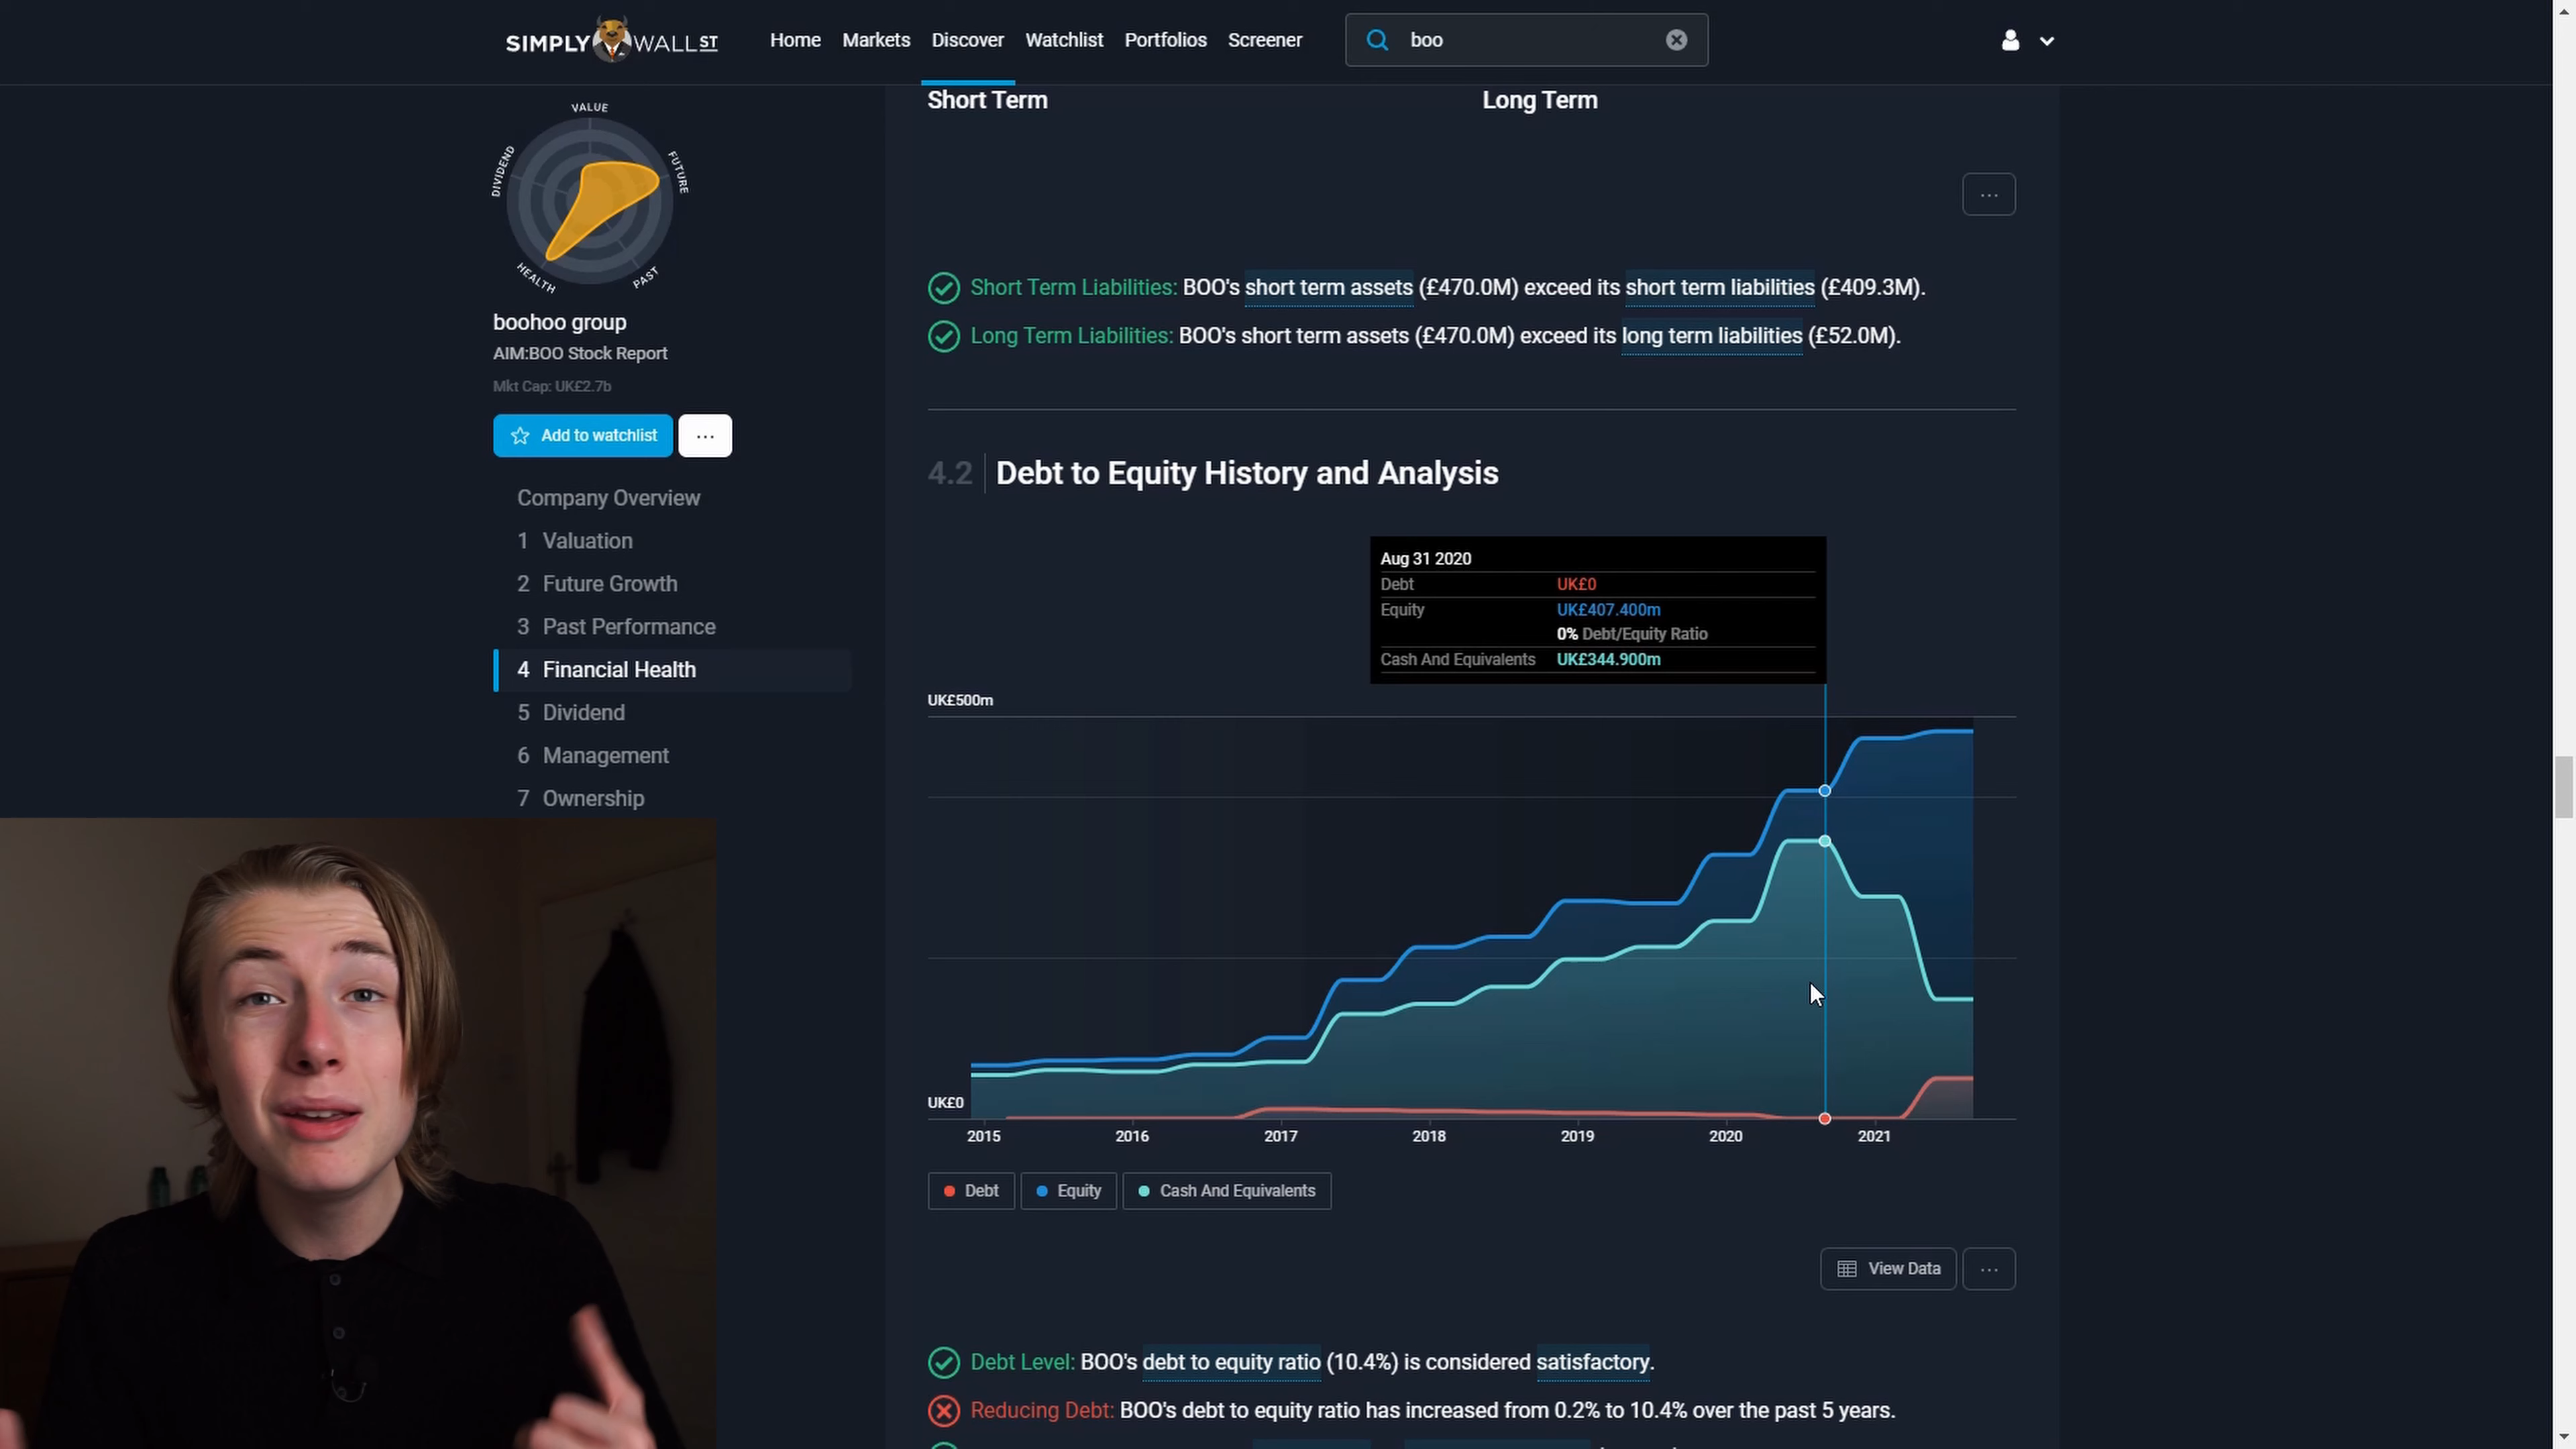 SIMPLY WALL ST
Home Markets Discover Watchlist Portfolios Screener
boo
VALUE
FUTURE
PAST
HEALTH
DIVIDEND
boohoo group
AIM:BOO Stock Report
Mkt Cap: UK£2.7b
Add to watchlist
Company Overview
1 Valuation
2 Future Growth
3 Past Performance
4 Financial Health
5 Dividend
6 Management
7 Ownership
Short Term Long Term
Short Term Liabilities: BOO's short term assets (£470.0M) exceed its short term liabilities (£409.3M).
Long Term Liabilities: BOO's short term assets (£470.0M) exceed its long term liabilities (£52.0M).
4.2 Debt to Equity History and Analysis
Aug 31 2020
Debt UK£0
Equity UK£407.400m
0% Debt/Equity Ratio
Cash And Equivalents UK£344.900m
UK£500m
UK£0
2015 2016 2017 2018 2019 2020 2021
Debt Equity Cash And Equivalents
View Data
Debt Level: BOO's debt to equity ratio (10.4%) is considered satisfactory.
Reducing Debt: BOO's debt to equity ratio has increased from 0.2% to 10.4% over the past 5 years.